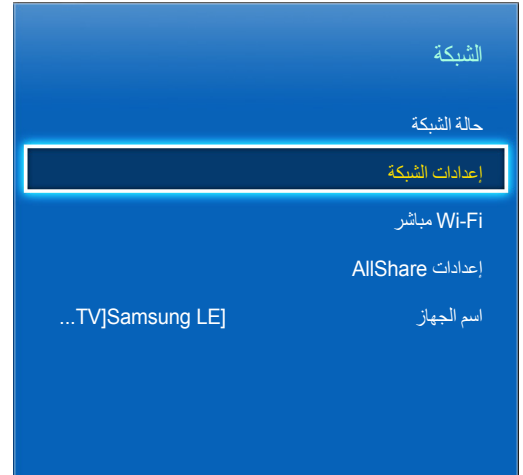 الشبكة
حالة الشبكة
إعدادات الشبكة
Wi-Fi مباشر
إعدادات AllShare
اسم الجهاز ...TV]Samsung LE]